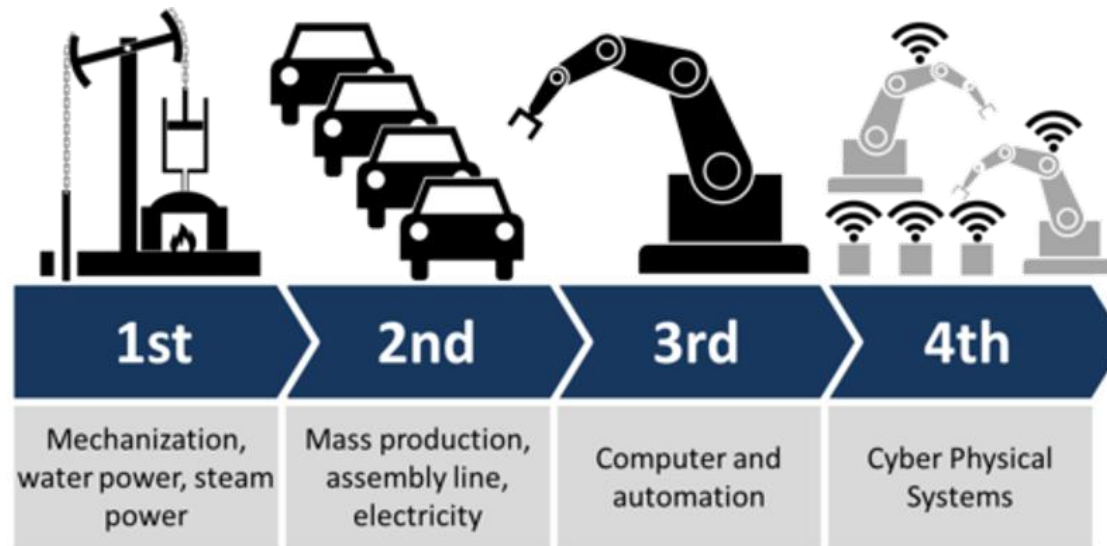 1st
2nd
3rd
4th
Mechanization,
water power, steam
power
Mass production,
assembly line,
electricity
Computer and
automation
Cyber Physical
Systems